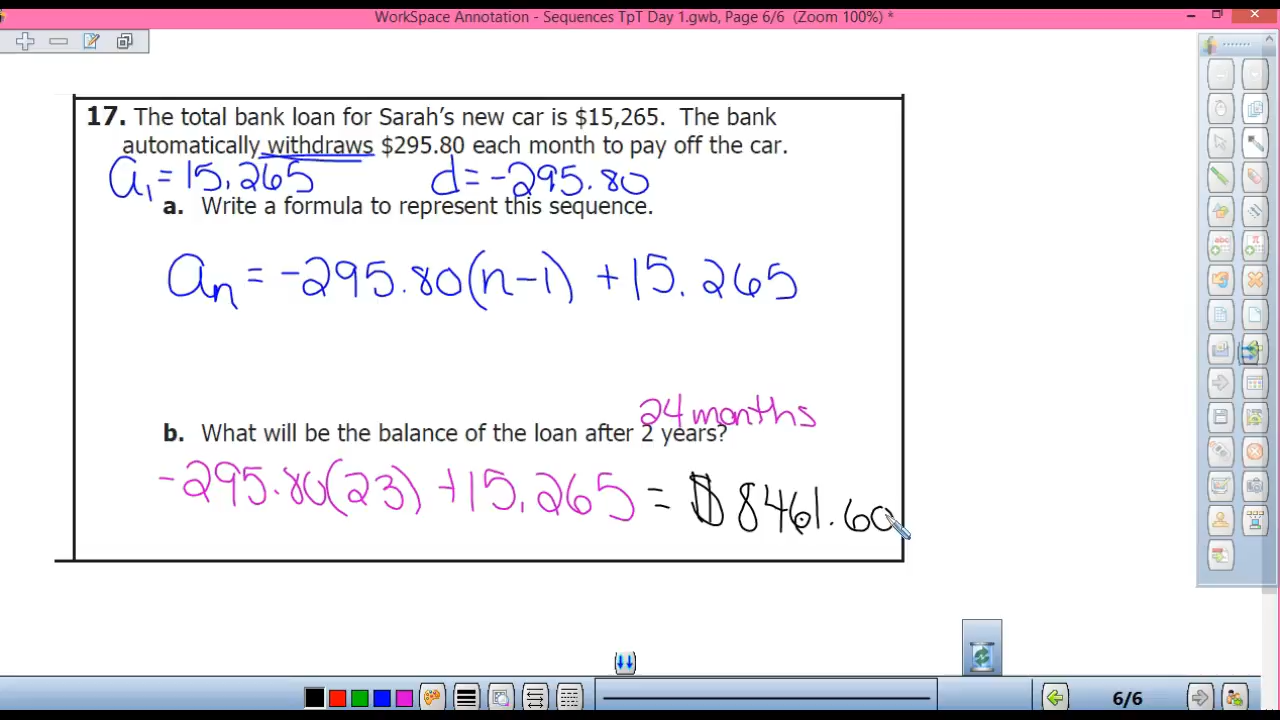 WorkSpace Annotation - Sequences TpT Day 1.gwb, Page 6/6 (Zoom 100%) *
17. The total bank loan for Sarah's new car is $15,265. The bank
automatically withdraws $295.80 each month to pay off the car.
a₁ = 15,265 d = -295.80
a. Write a formula to represent this sequence.
aₙ = -295.80(n-1) + 15,265
24 months
b. What will be the balance of the loan after 2 years?
-295.80(23) + 15,265 = $8461.60
6/6